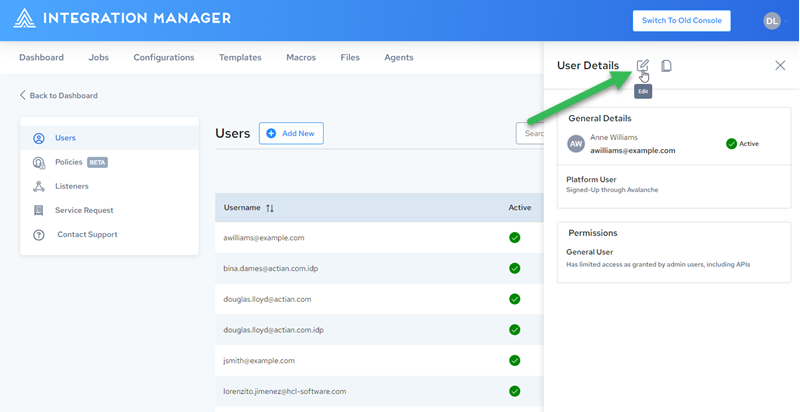 INTEGRATION MANAGER
Switch To Old Console
DL
Dashboard Jobs Configurations Templates Macros Files Agents
User Details
Edit
Back to Dashboard
Users
Policies BETA
Listeners
Service Request
Contact Support
Users
Add New
Username Active
awilliams@example.com
bina.dames@actian.com.idp
douglas.lloyd@actian.com
douglas.lloyd@actian.com.idp
jsmith@example.com
lorenzito.jimenez@hcl-software.com
General Details
AW
Anne Williams
awilliams@example.com
Active
Platform User
Signed-Up through Avalanche
Permissions
General User
Has limited access as granted by admin users, including APIs